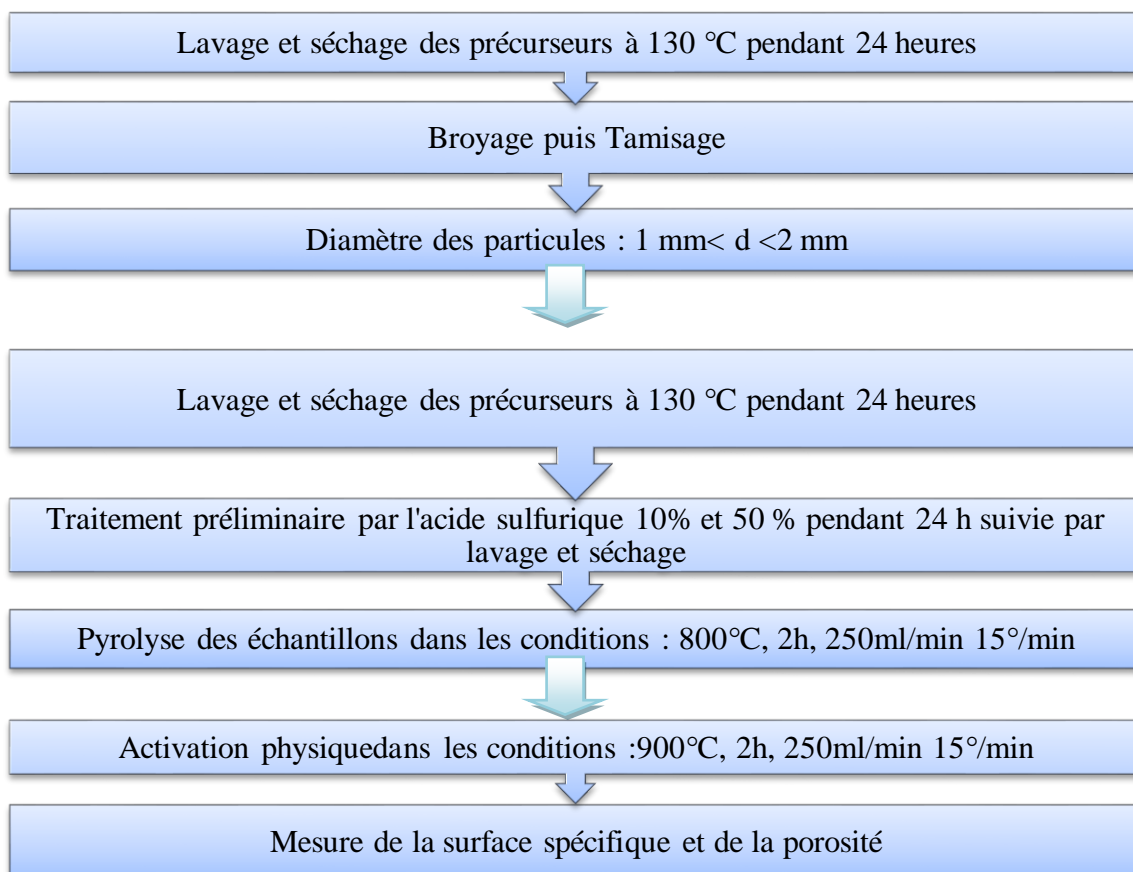 Lavage et séchage des précurseurs à 130 °C pendant 24 heures
Broyage puis Tamisage
Diamètre des particules : 1 mm< d <2 mm
Lavage et séchage des précurseurs à 130 °C pendant 24 heures
Traitement préliminaire par l'acide sulfurique 10% et 50 % pendant 24 h suivie par
lavage et séchage
Pyrolyse des échantillons dans les conditions : 800°C, 2h, 250ml/min 15°/min
Activation physiquedans les conditions :900°C, 2h, 250ml/min 15°/min
Mesure de la surface spécifique et de la porosité